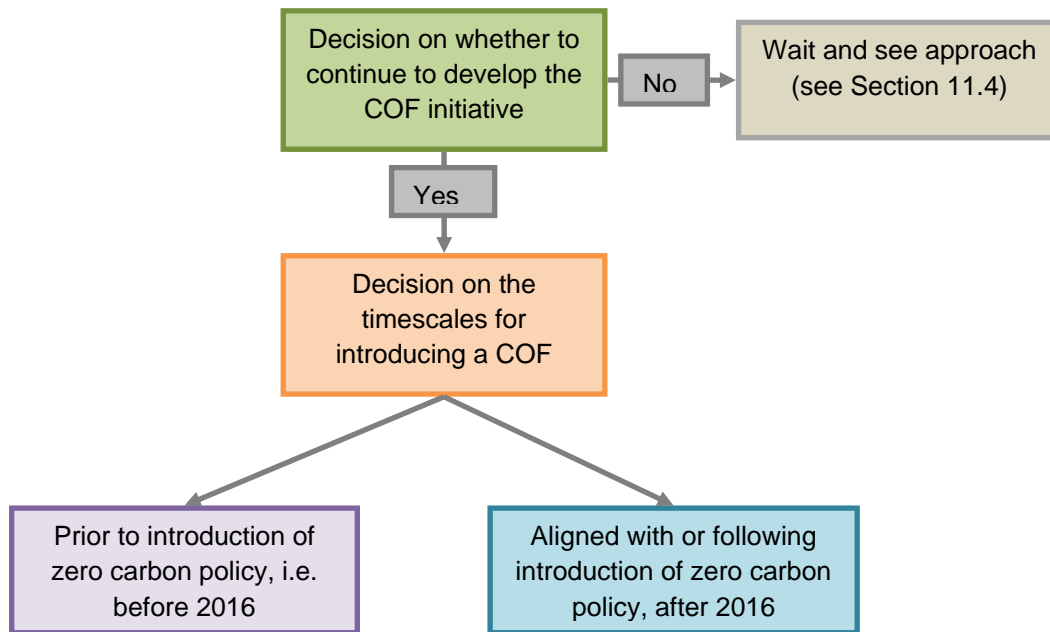 Decision on whether to
continue to develop the
COF initiative
No
Wait and see approach
(see Section 11.4)
Yes
Decision on the
timescales for
introducing a COF
Prior to introduction of
zero carbon policy, i.e.
before 2016
Aligned with or following
introduction of zero carbon
policy, after 2016